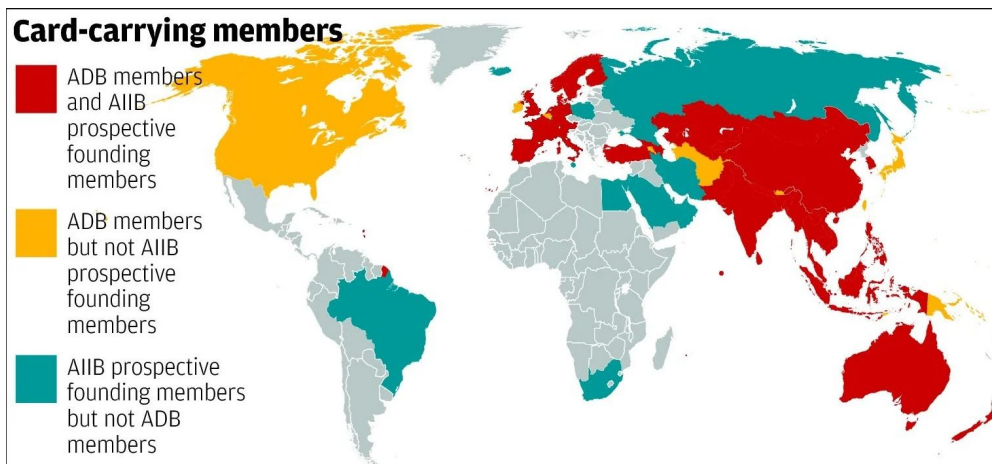 Card-carrying members
ADB members
and AIIB
prospective
founding
members
ADB members
but not AIIB
prospective
founding
members
AIIB prospective
founding members
but not ADB
members